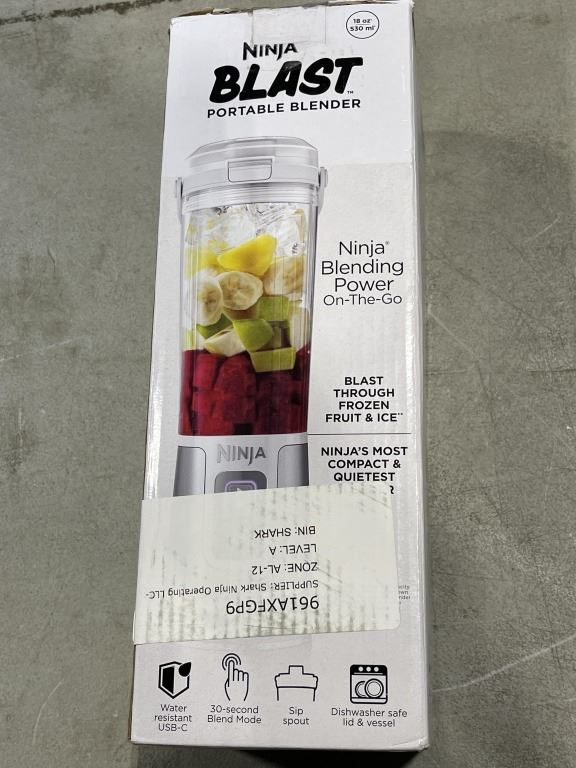 18 oz*
530 ml*
NINJA
BLAST™
PORTABLE BLENDER
Ninja®
Blending
Power
On-The-Go
BLAST
THROUGH
FROZEN
FRUIT & ICE**
NINJA'S MOST
COMPACT &
QUIETEST
NINJA
961AXFGP9
SUPPLIER: Shark Ninja Operating LLC-
ZONE: AL-12
LEVEL: A
BIN: SHARK
Water
resistant
USB-C
30-second
Blend Mode
Sip
spout
Dishwasher safe
lid & vessel